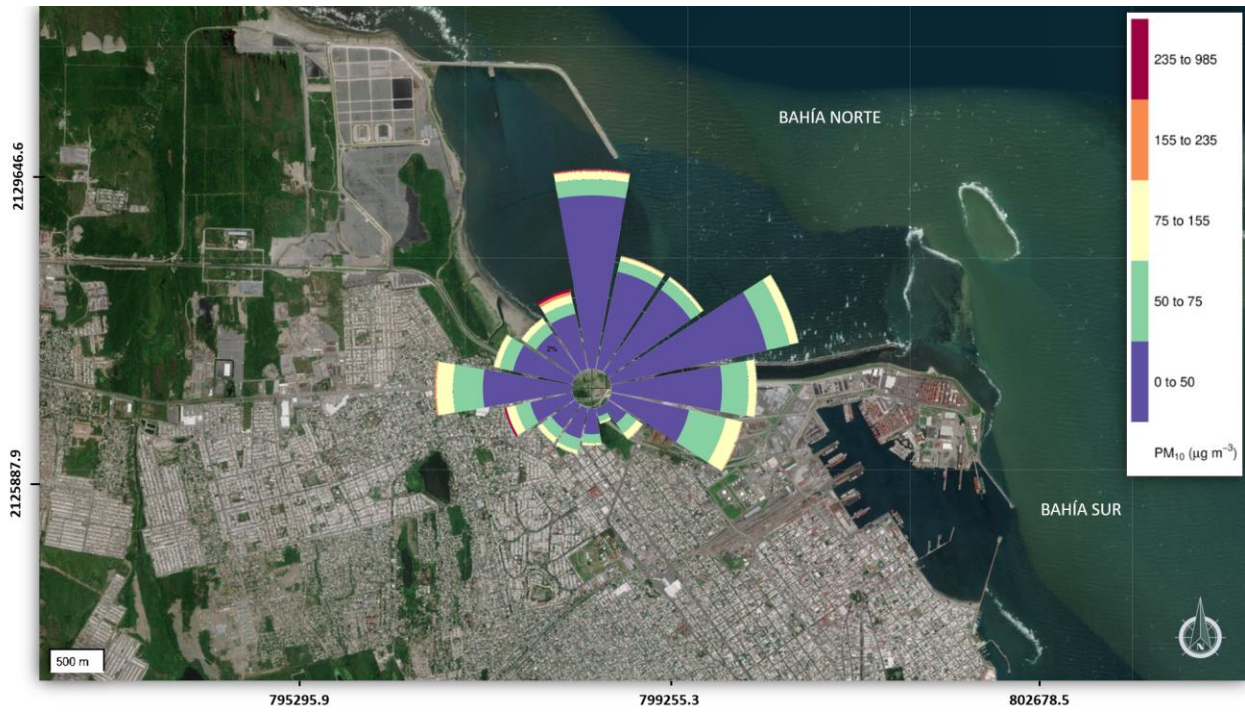 BAHÍA NORTE
235 to 985
155 to 235
75 to 155
50 to 75
0 to 50
PM₁₀ (μg m⁻³)
2129646.6
2%
2125887.9
BAHÍA SUR
N
500 m
795295.9
799255.3
802678.5